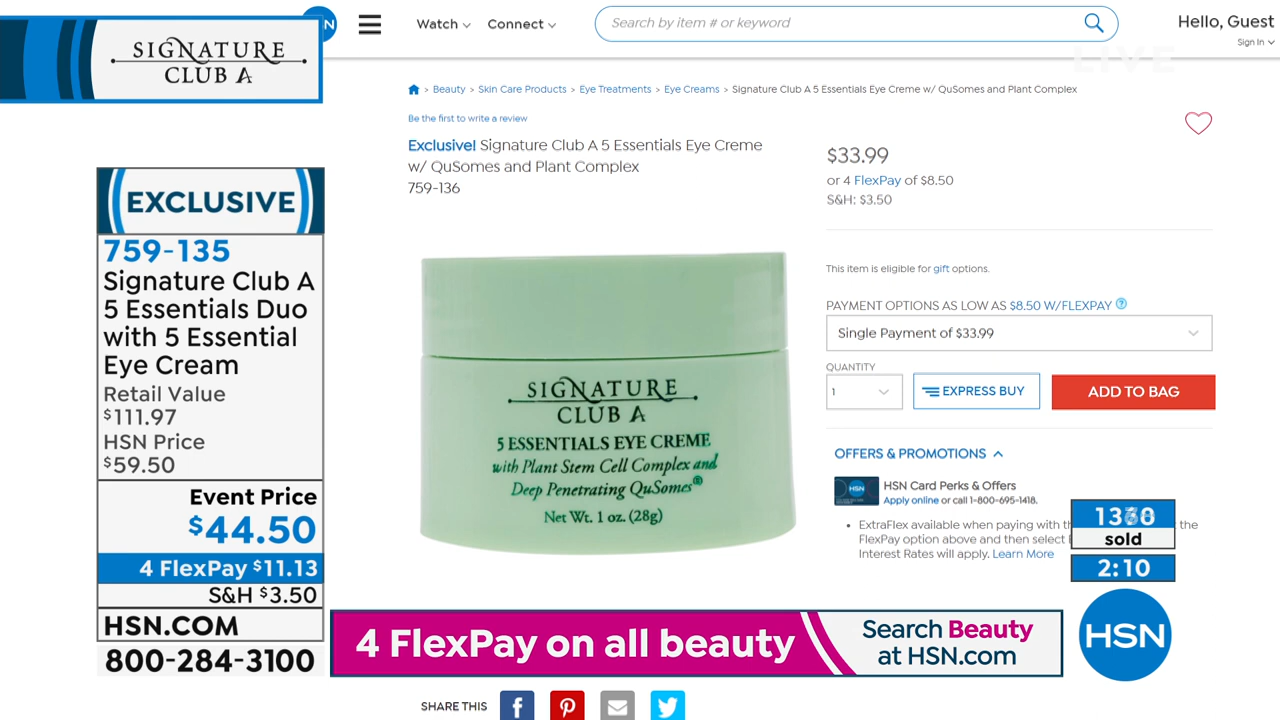 SIGNATURE
CLUB A
N
Watch
Connect
Search by item # or keyword
Hello, Guest
Sign In
LIVE
> Beauty > Skin Care Products > Eye Treatments > Eye Creams > Signature Club A 5 Essentials Eye Creme w/ QuSomes and Plant Complex
Be the first to write a review
Exclusive! Signature Club A 5 Essentials Eye Creme
w/ QuSomes and Plant Complex
759-136
$33.99
or 4 FlexPay of $8.50
S&H: $3.50
This item is eligible for gift options.
PAYMENT OPTIONS AS LOW AS $8.50 W/FLEXPAY ?
Single Payment of $33.99
QUANTITY
1
EXPRESS BUY
ADD TO BAG
OFFERS & PROMOTIONS
HSN
HSN Card Perks & Offers
Apply online or call 1-800-695-1418.
• ExtraFlex available when paying with th the
FlexPay option above and then select
Interest Rates will apply. Learn More
SIGNATURE
CLUB A
5 ESSENTIALS EYE CREME
with Plant Stem Cell Complex and
Deep Penetrating QuSomes®
Net Wt. 1 oz. (28g)
EXCLUSIVE
759-135
Signature Club A
5 Essentials Duo
with 5 Essential
Eye Cream
Retail Value
$111.97
HSN Price
$59.50
Event Price
$44.50
4 FlexPay $11.13
S&H $3.50
HSN.COM
800-284-3100
sold
2:10
HSN
4 FlexPay on all beauty
Search Beauty
at HSN.com
SHARE THIS